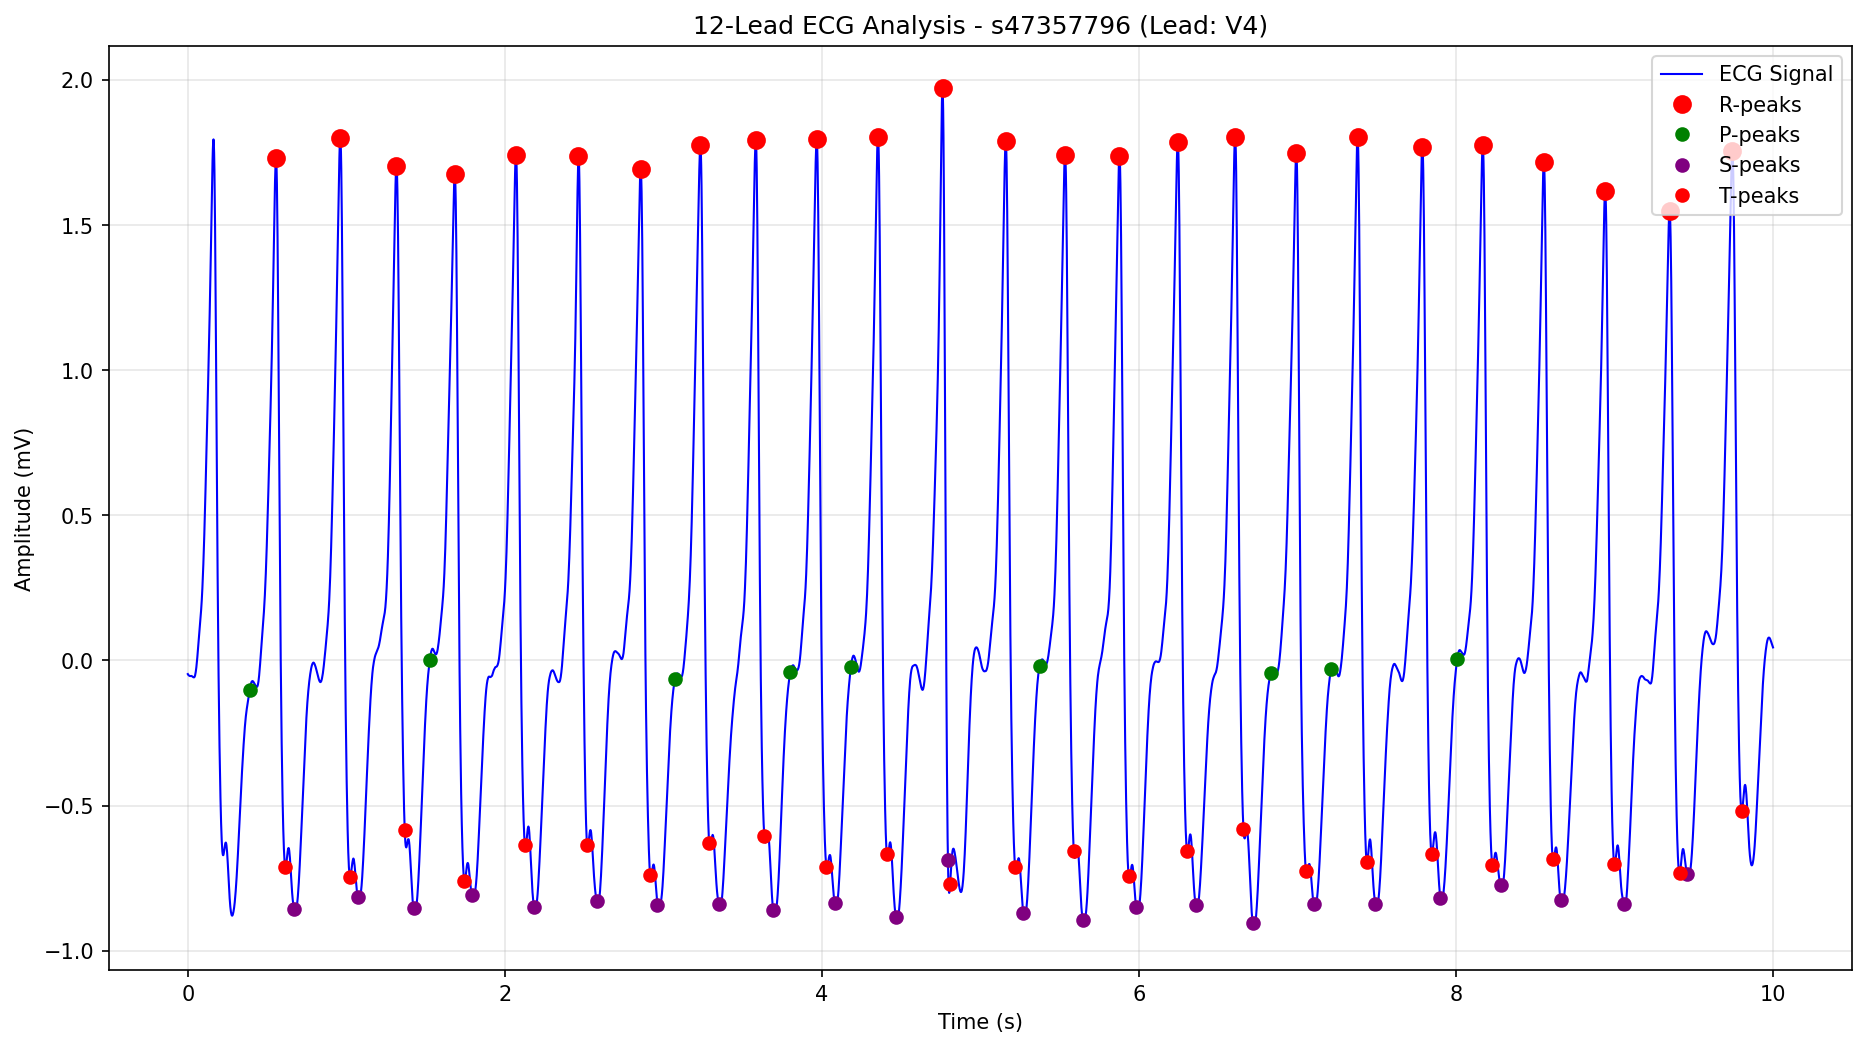 12-Lead ECG Analysis - s47357796 (Lead: V4)
ECG Signal
R-peaks
P-peaks
S-peaks
T-peaks
Amplitude (mV)
2.0
1.5
1.0
0.5
0.0
−0.5
−1.0
0 2 4 6 8 10
Time (s)